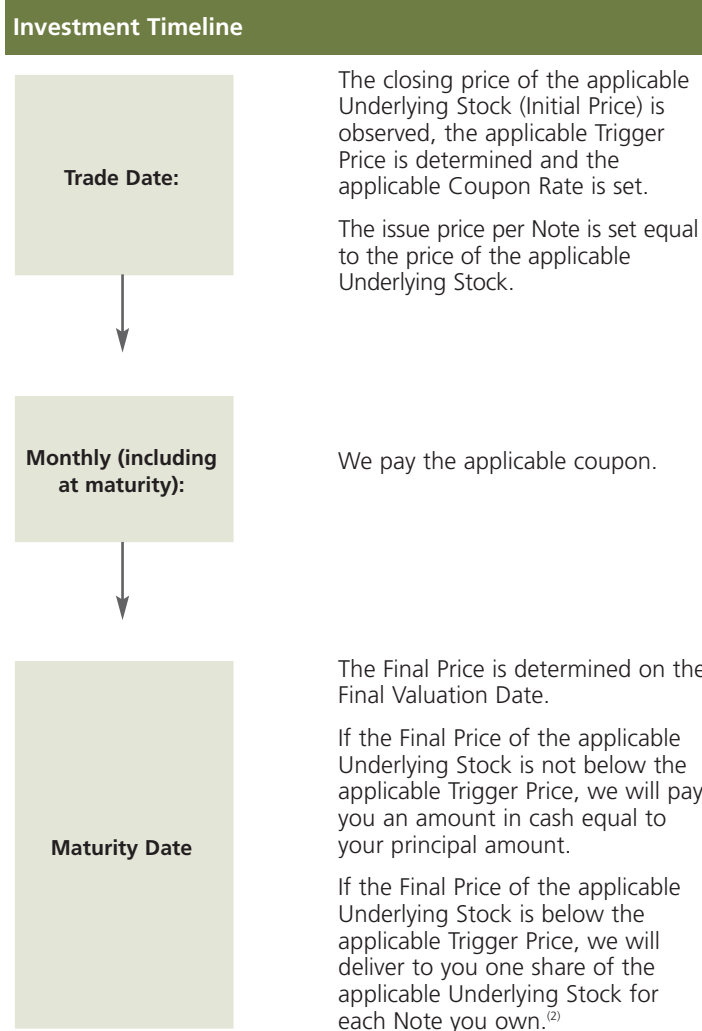 Investment Timeline
Trade Date:
The closing price of the applicable
Underlying Stock (Initial Price) is
observed, the applicable Trigger
Price is determined and the
applicable Coupon Rate is set.
The issue price per Note is set equal
to the price of the applicable
Underlying Stock.
Monthly (including
at maturity):
We pay the applicable coupon.
Maturity Date
The Final Price is determined on the
Final Valuation Date.
If the Final Price of the applicable
Underlying Stock is not below the
applicable Trigger Price, we will pay
you an amount in cash equal to
your principal amount.
If the Final Price of the applicable
Underlying Stock is below the
applicable Trigger Price, we will
deliver to you one share of the
applicable Underlying Stock for
each Note you own.(2)